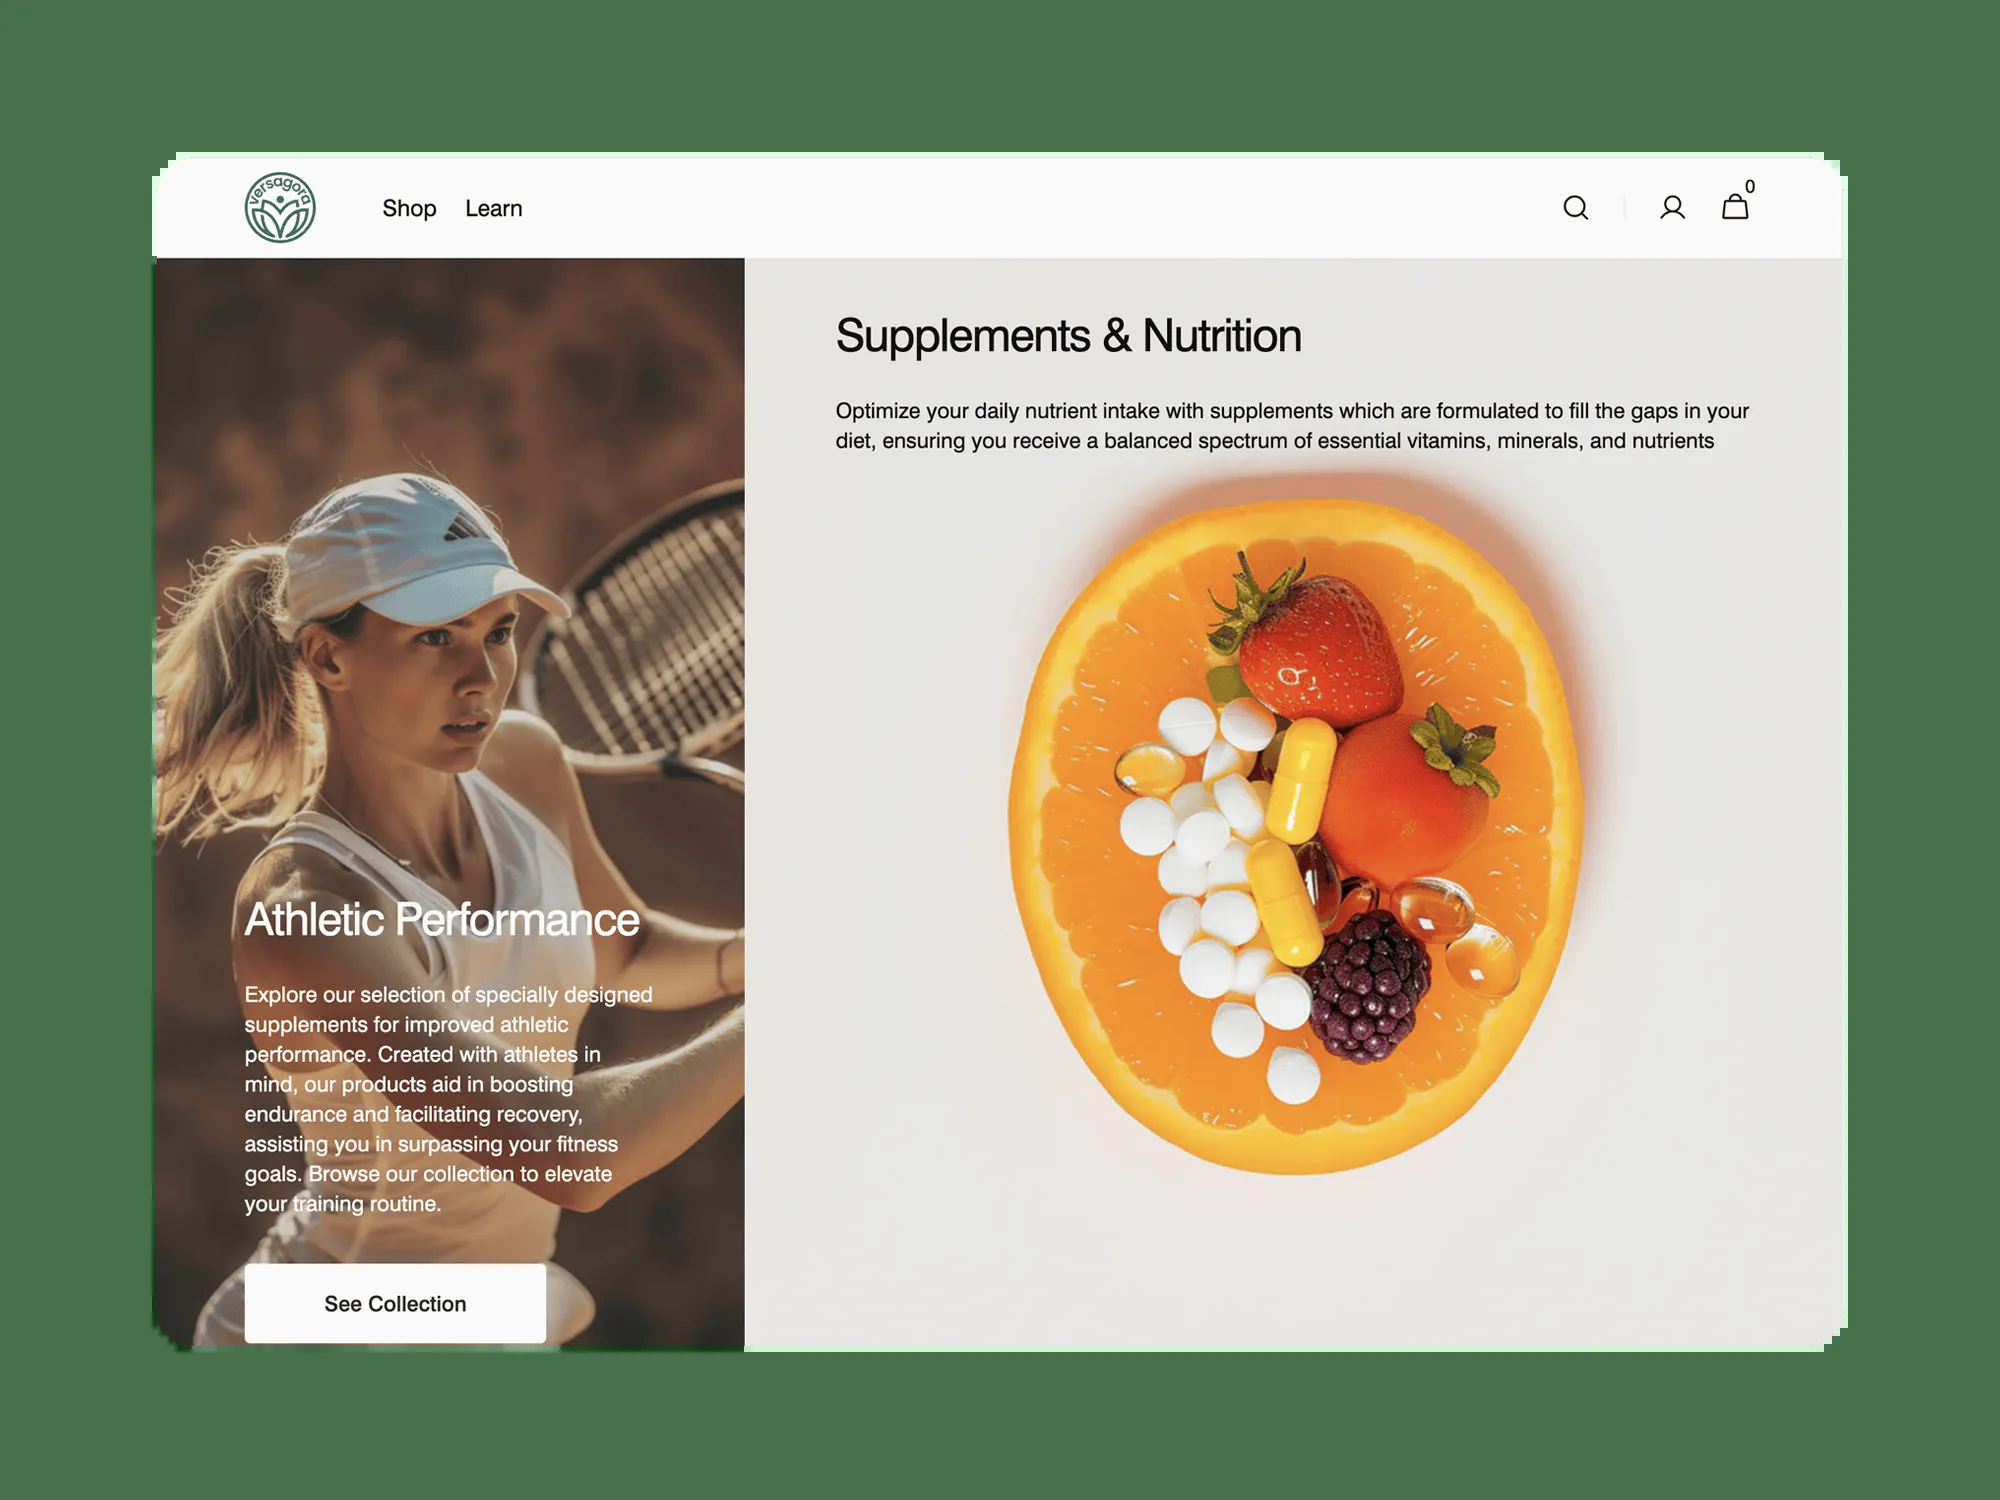 versagora
Shop
Learn
0
Athletic Performance
Explore our selection of specially designed
supplements for improved athletic
performance. Created with athletes in
mind, our products aid in boosting
endurance and facilitating recovery,
assisting you in surpassing your fitness
goals. Browse our collection to elevate
your training routine.
See Collection
Supplements & Nutrition
Optimize your daily nutrient intake with supplements which are formulated to fill the gaps in your
diet, ensuring you receive a balanced spectrum of essential vitamins, minerals, and nutrients